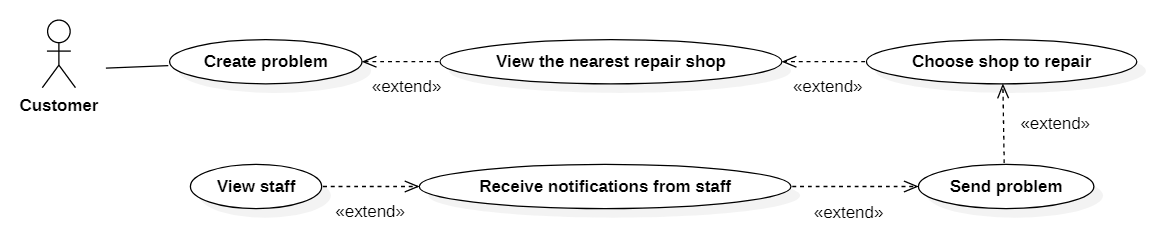 Create problem
View the nearest repair shop
Choose shop to repair
«extend»
«extend»
Customer
«extend»
View staff
Receive notifications from staff
Send problem
«extend»
«extend»